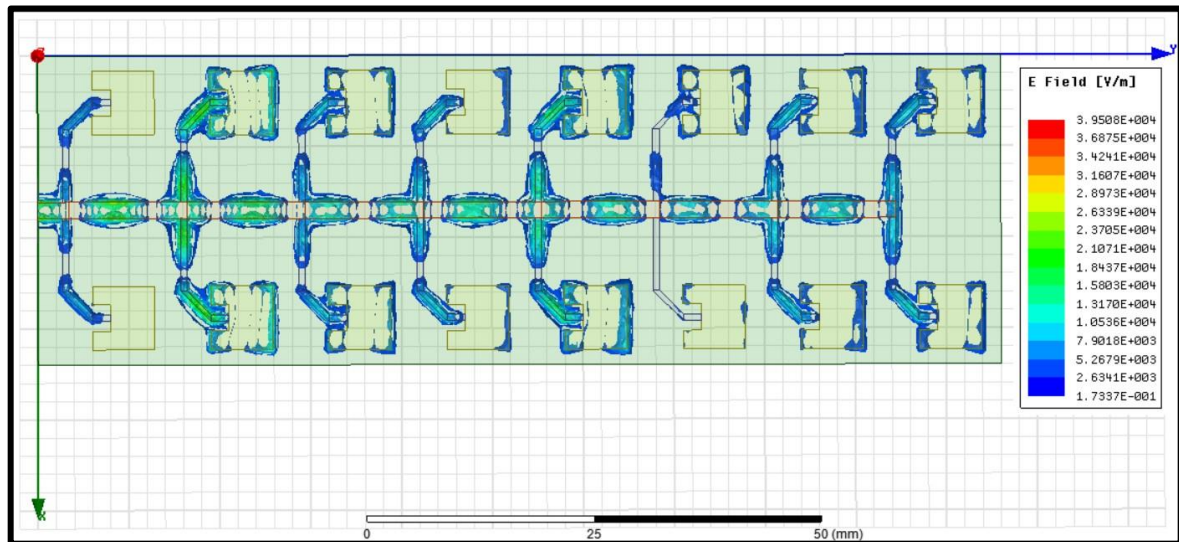 Y
E Field [V/m]
3.9508E+004
3.6875E+004
3.4241E+004
3.1607E+004
2.8973E+004
2.6339E+004
2.3705E+004
2.1071E+004
1.8437E+004
1.5803E+004
1.3170E+004
1.0536E+004
7.9018E+003
5.2679E+003
2.6341E+003
1.7337E-001
X
0 25 50 (mm)